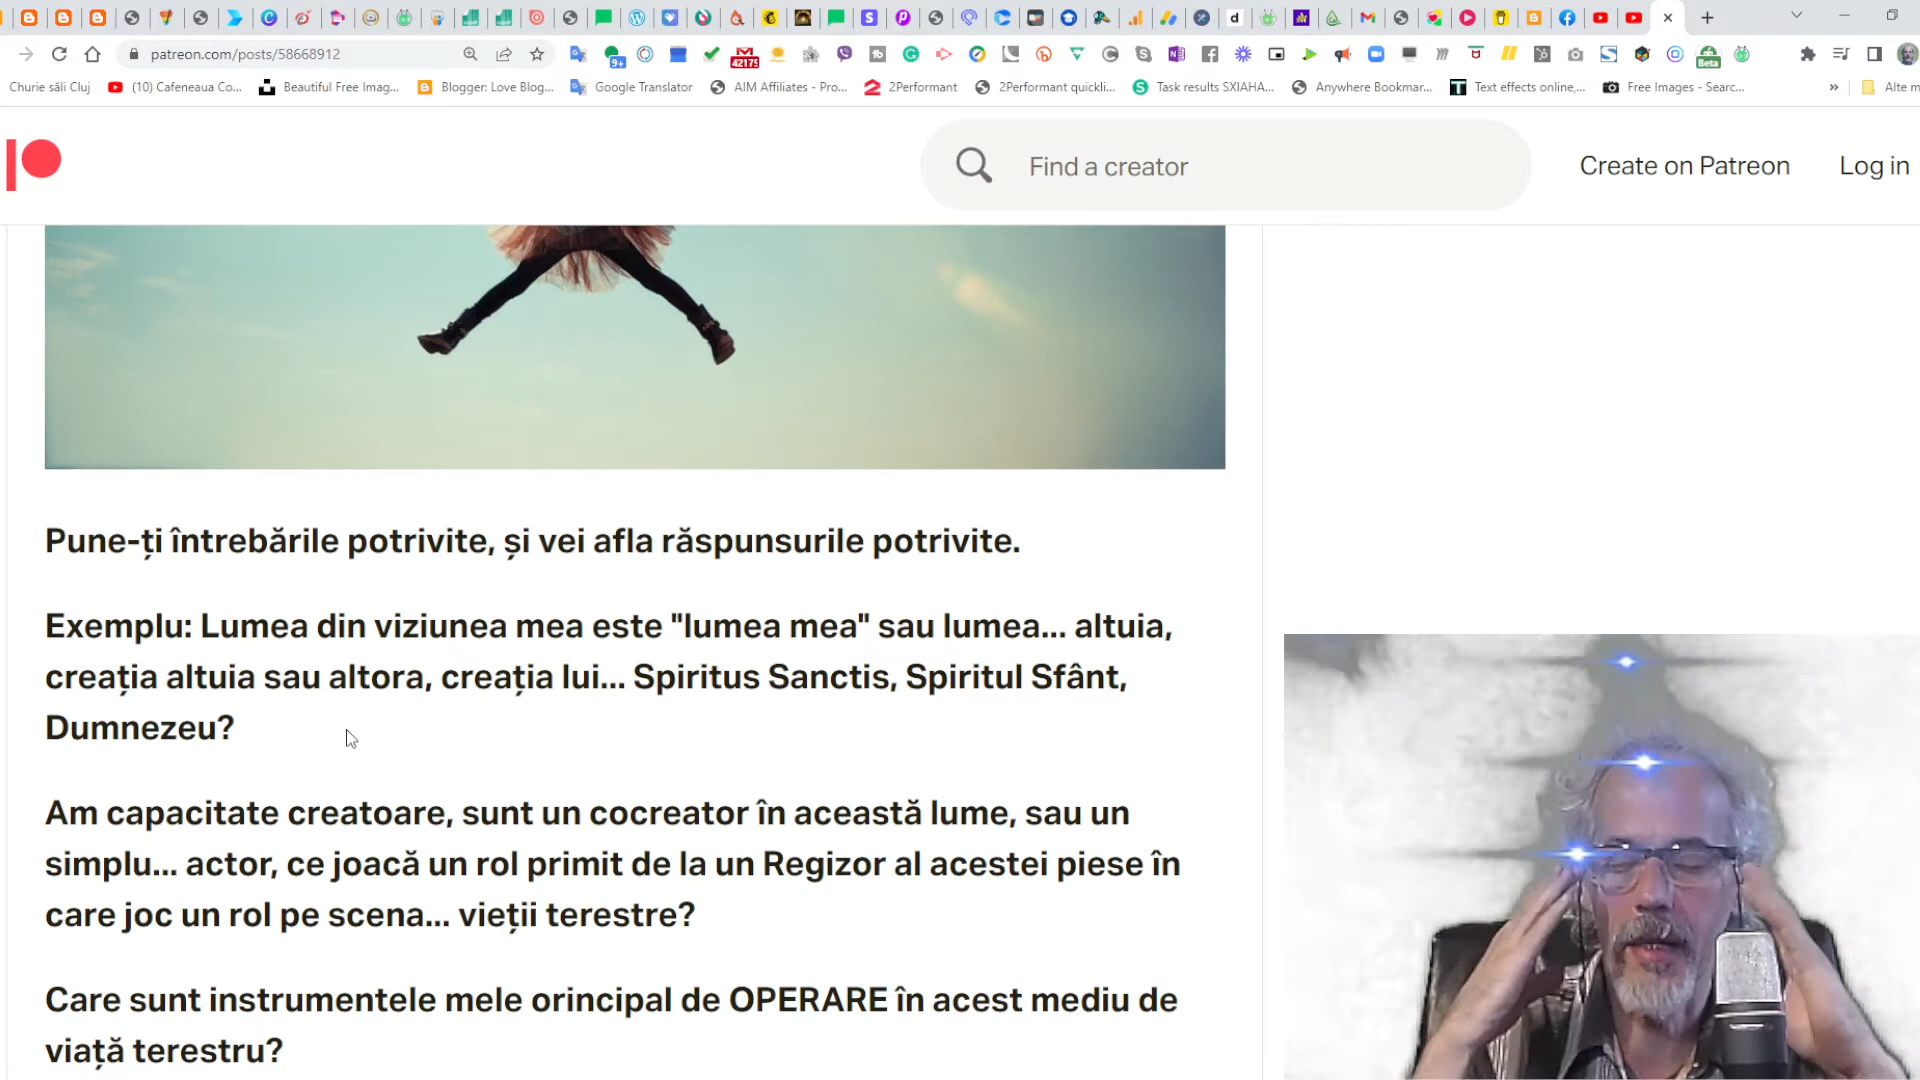 patreon.com/posts/58668912
9+
42179
Beta
Churie săli Cluj
(10) Cafeneaua Co...
Beautiful Free Imag...
Blogger: Love Blog...
Google Translator
AIM Affiliates - Pro...
2Performant
2Performant quickli...
Task results SXIAHA...
Anywhere Bookmar...
Text effects online,...
Free Images - Searc...
»
Alte m
Find a creator
Create on Patreon
Log in
Pune-ți întrebările potrivite, și vei afla răspunsurile potrivite.
Exemplu: Lumea din viziunea mea este "lumea mea" sau lumea... altuia,
creația altuia sau altora, creația lui... Spiritus Sanctis, Spiritul Sfânt,
Dumnezeu?
Am capacitate creatoare, sunt un cocreator în această lume, sau un
simplu... actor, ce joacă un rol primit de la un Regizor al acestei piese în
care joc un rol pe scena... vieții terestre?
Care sunt instrumentele mele orincipal de OPERARE în acest mediu de
viață terestru?